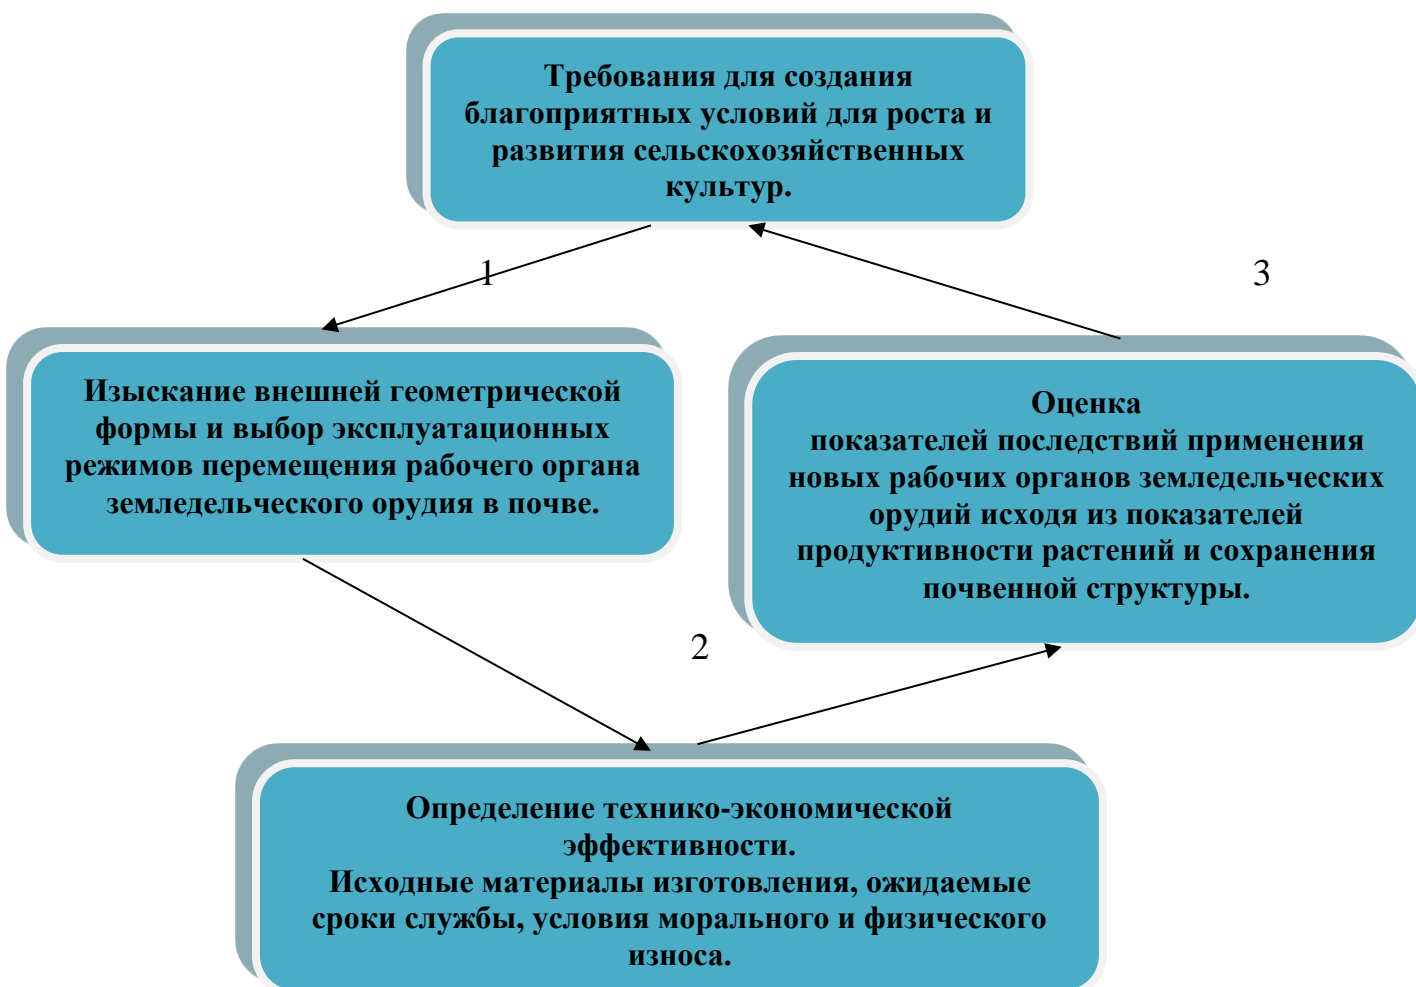 Требования для создания
благоприятных условий для роста и
развития сельскохозяйственных
культур.
1
3
Изыскание внешней геометрической
формы и выбор эксплуатационных
режимов перемещения рабочего органа
земледельческого орудия в почве.
Оценка
показателей последствий применения
новых рабочих органов земледельческих
орудий исходя из показателей
продуктивности растений и сохранения
почвенной структуры.
2
Определение технико-экономической
эффективности.
Исходные материалы изготовления, ожидаемые
сроки службы, условия морального и физического
износа.